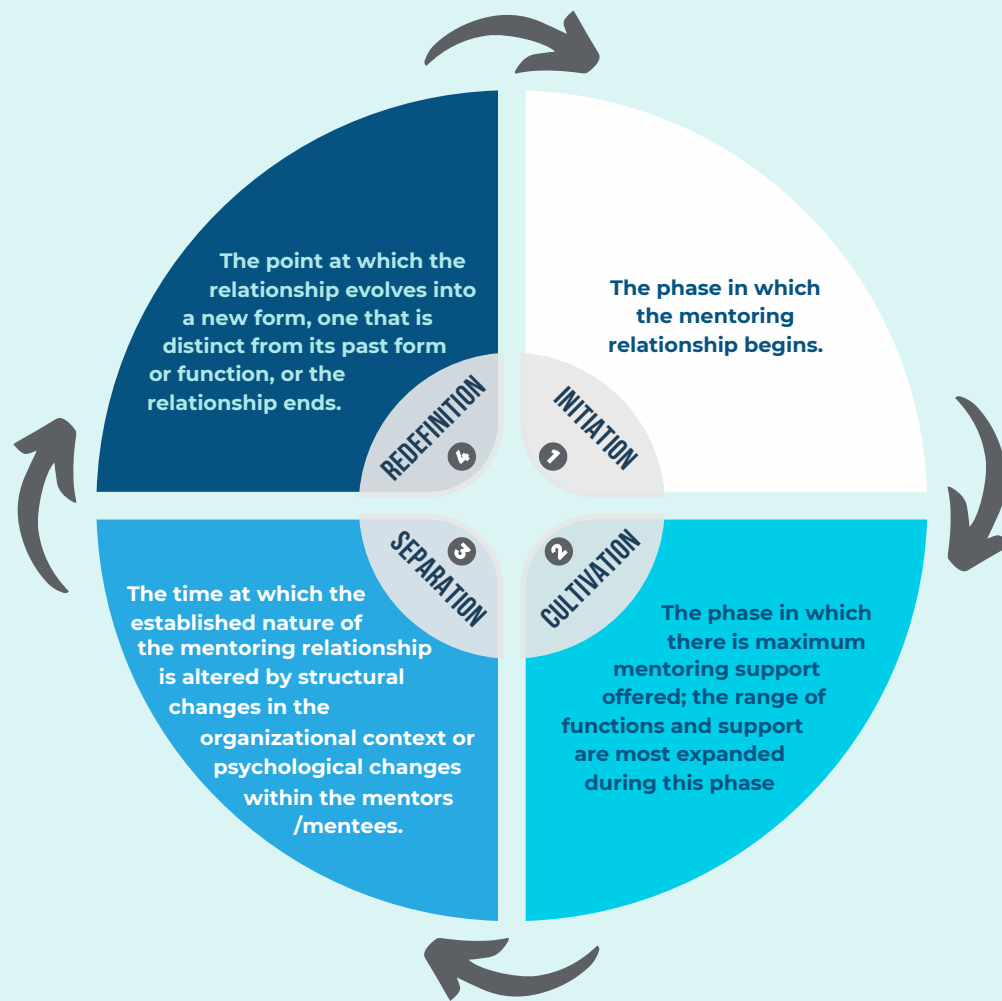 The phase in which
the mentoring
relationship begins.
INITIATION
1
The phase in which
there is maximum
mentoring support
offered; the range of
functions and support
are most expanded
during this phase
CULTIVATION
2
The time at which the
established nature of
the mentoring relationship
is altered by structural
changes in the
organizational context or
psychological changes
within the mentors
/mentees.
SEPARATION
3
The point at which the
relationship evolves into
a new form, one that is
distinct from its past form
or function, or the
relationship ends.
REDEFINITION
4